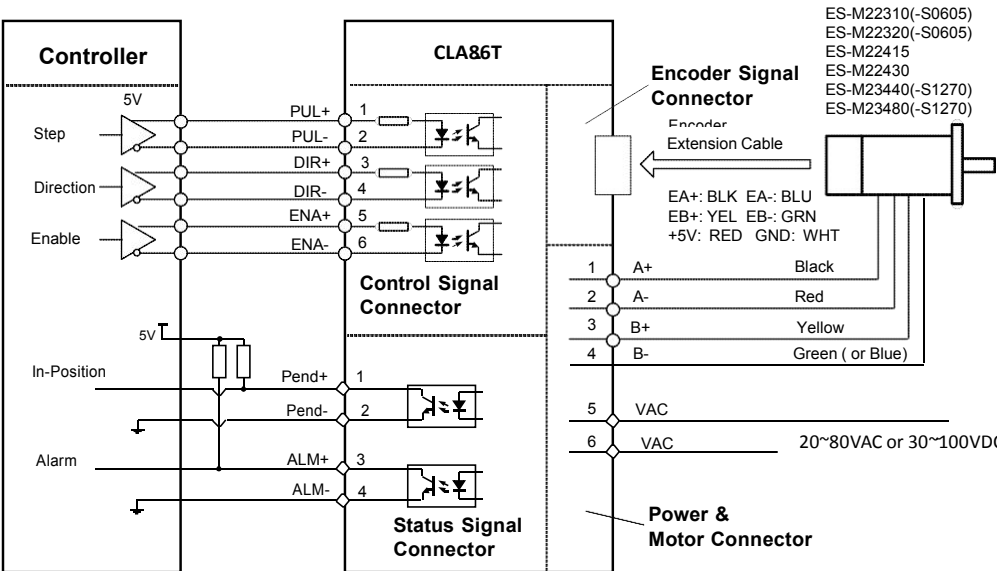 Controller
CLA86T
ES-M22310(-S0605)
ES-M22320(-S0605)
ES-M22415
ES-M22430
ES-M23440(-S1270)
ES-M23480(-S1270)
Encoder Signal
Connector
Encoder
Extension Cable
EA+: BLK EA-: BLU
EB+: YEL EB-: GRN
+5V: RED GND: WHT
5V
Step
PUL+
1
PUL-
2
Direction
DIR+
3
DIR-
4
Enable
ENA+
5
ENA-
6
Control Signal
Connector
1 A+ Black
2 A- Red
3 B+ Yellow
4 B- Green ( or Blue)
5V
In-Position
Pend+
1
Pend-
2
Alarm
ALM+
3
ALM-
4
Status Signal
Connector
5 VAC
6 VAC 20~80VAC or 30~100VDC
Power &
Motor Connector